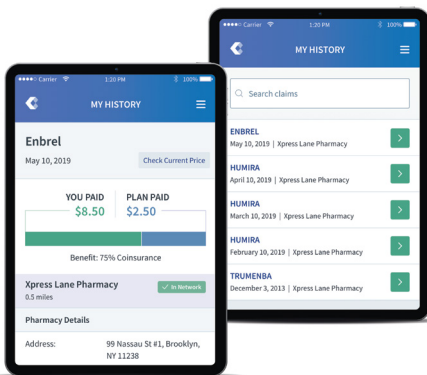 Carrier
1:20 PM
100%
MY HISTORY
Enbrel
May 10, 2019
Check Current Price
YOU PAID
$8.50
PLAN PAID
$2.50
Benefit: 75% Coinsurance
Xpress Lane Pharmacy
✓ In Network
0.5 miles
Pharmacy Details
Address:
99 Nassau St #1, Brooklyn,
NY 11238
Carrier
1:20 PM
100%
MY HISTORY
Search claims
ENBREL
May 10, 2019 | Xpress Lane Pharmacy
HUMIRA
April 10, 2019 | Xpress Lane Pharmacy
HUMIRA
March 10, 2019 | Xpress Lane Pharmacy
HUMIRA
February 10, 2019 | Xpress Lane Pharmacy
TRUMENBA
December 3, 2013 | Xpress Lane Pharmacy